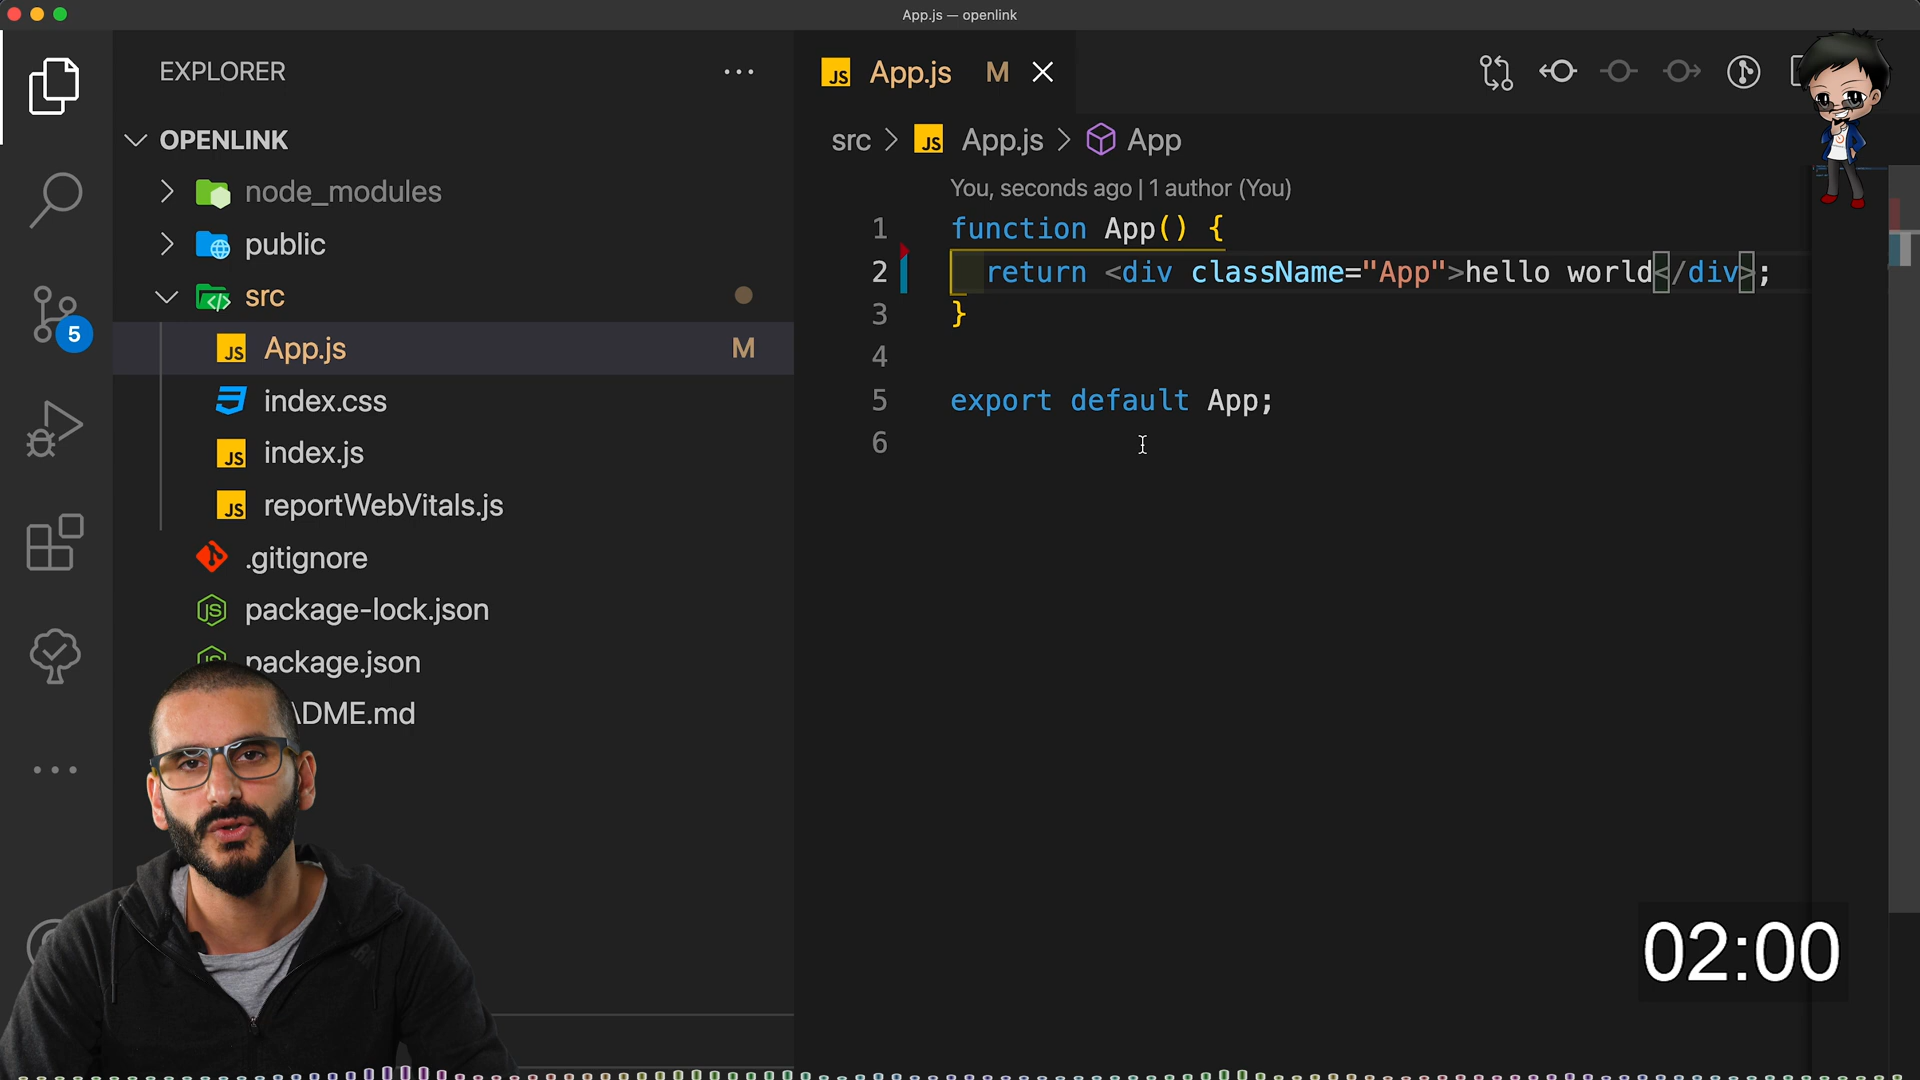 App.js — openlink
EXPLORER
OPENLINK
node_modules
public
src
App.js M
index.css
index.js
reportWebVitals.js
.gitignore
package-lock.json
package.json
ADME.md
5
App.js M
src > App.js > App
You, seconds ago | 1 author (You)
1 function App() {
2 return <div className="App">hello world</div>;
3 }
4
5 export default App;
6
02:00